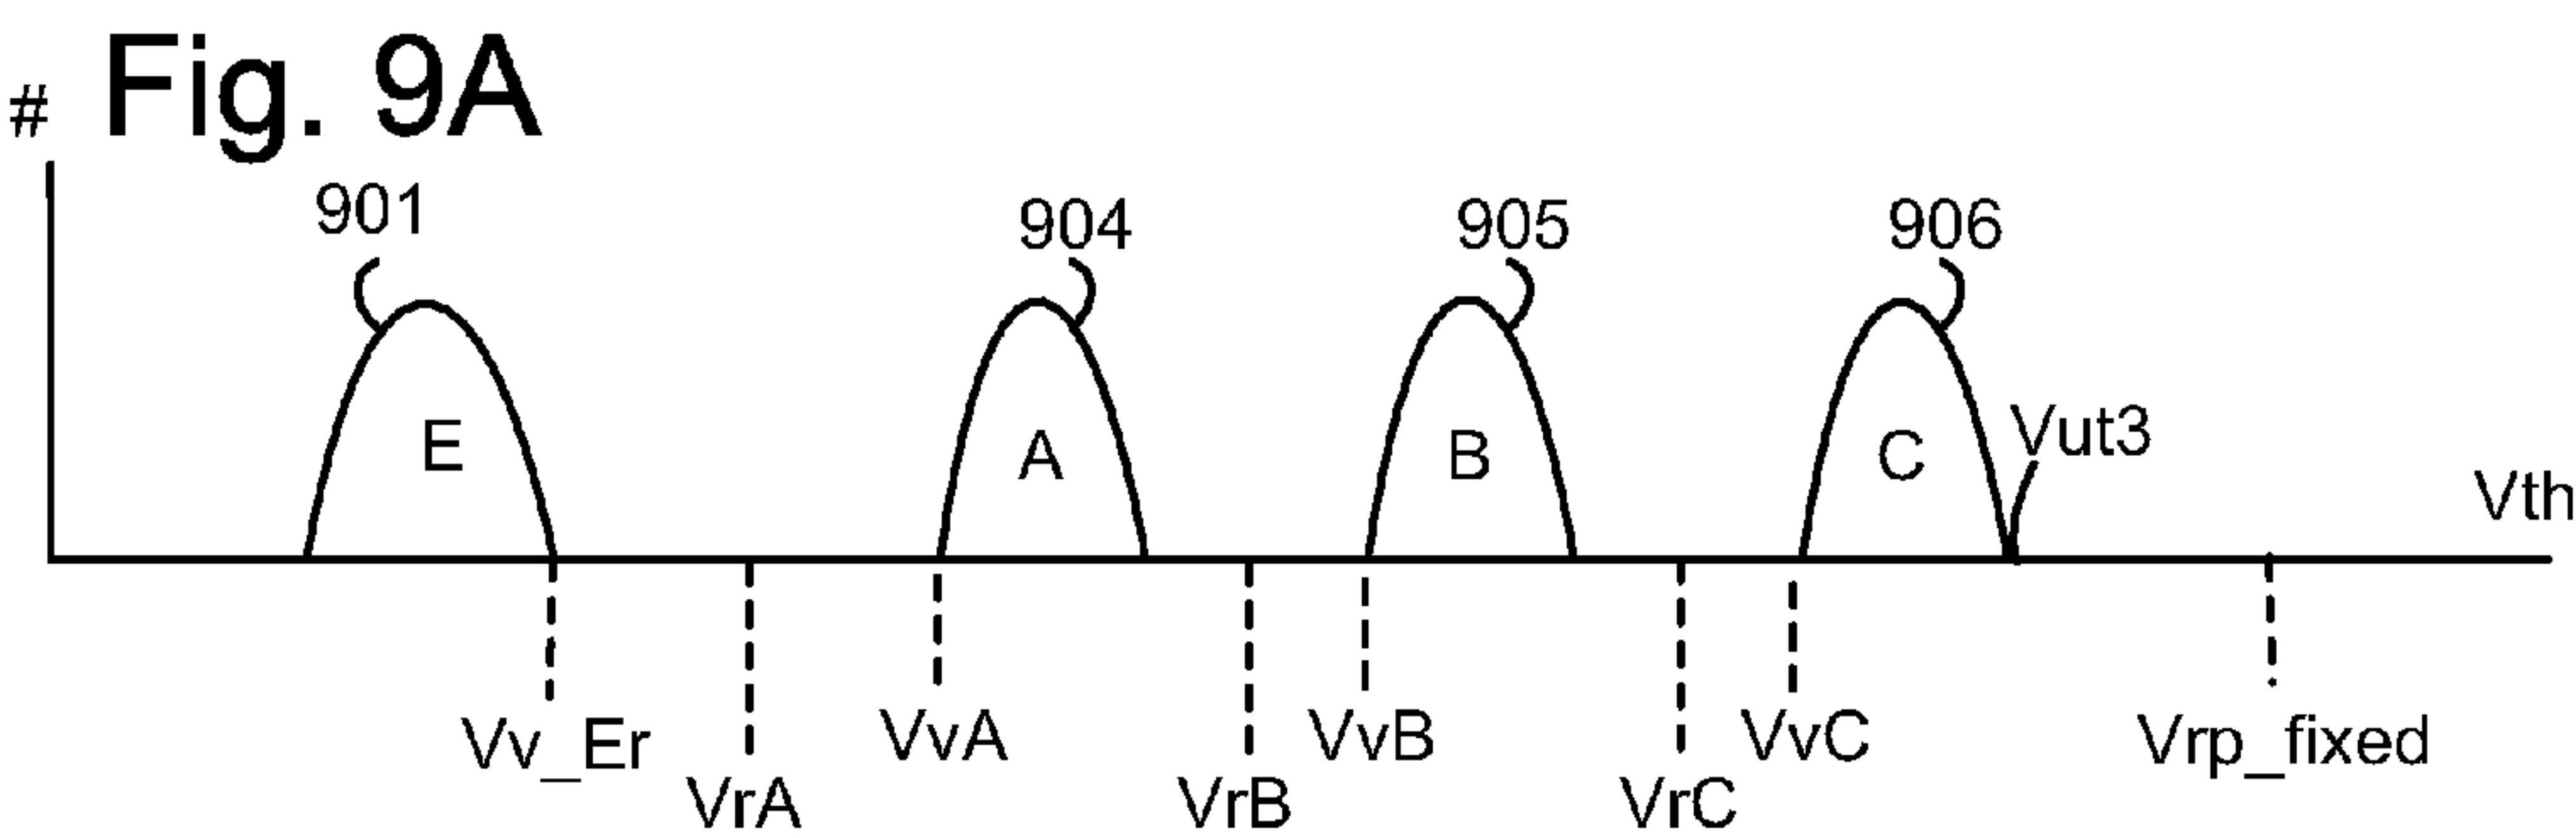 Fig. 9A
#
901
904
905
906
E
A
B
C
Vut3
Vth
Vv_Er
VrA
VvA
VrB
VvB
VrC
VvC
Vrp_fixed